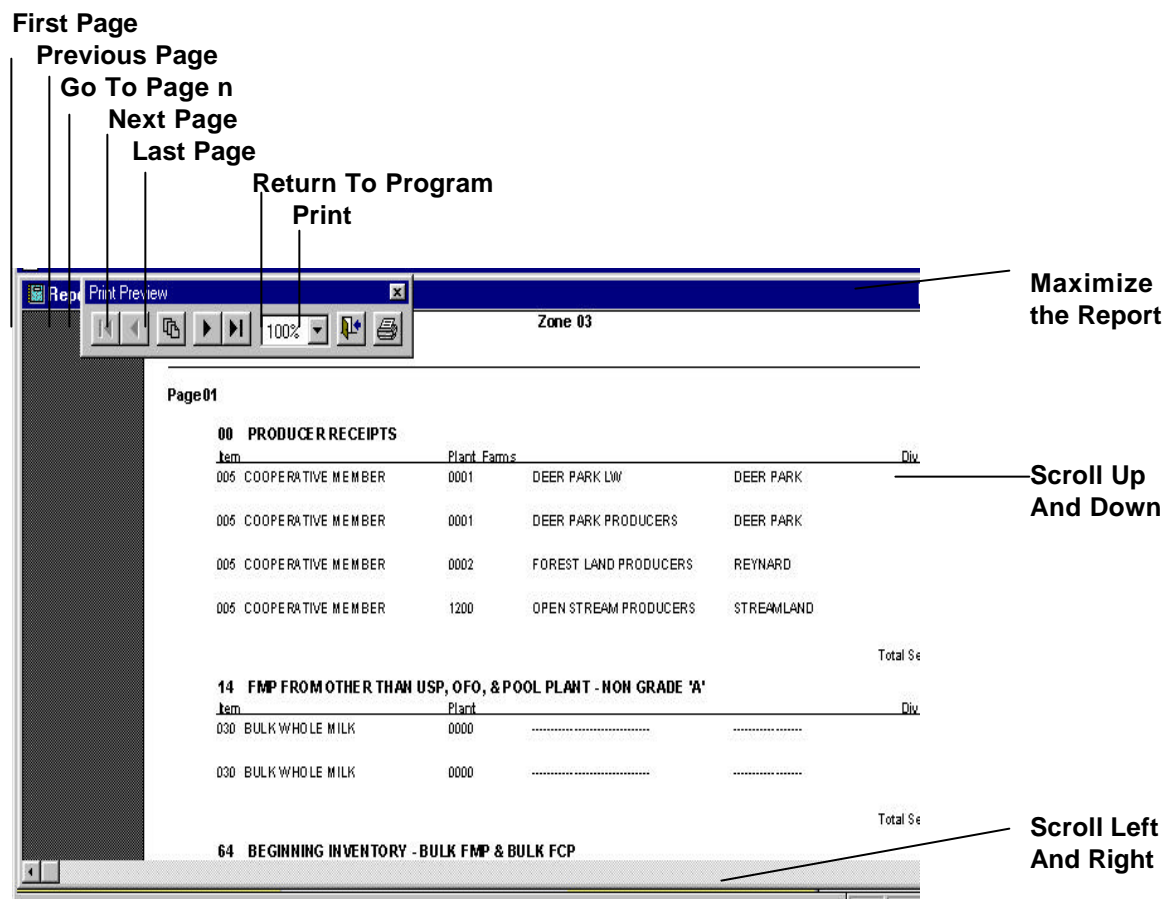 First Page
Previous Page
Go To Page n
Next Page
Last Page
Return To Program
Print
Maximize
the Report
Print Preview
100%
Zone 03
Page 01
00 PRODUCER RECEIPTS
Item Plant Farms Div
005 COOPERATIVE MEMBER 0001 DEER PARK LW DEER PARK
Scroll Up
And Down
005 COOPERATIVE MEMBER 0001 DEER PARK PRODUCERS DEER PARK
005 COOPERATIVE MEMBER 0002 FOREST LAND PRODUCERS REYNARD
005 COOPERATIVE MEMBER 1200 OPEN STREAM PRODUCERS STREAMLAND
Total Se
14 FMP FROM OTHER THAN USP, OFO, & POOL PLANT - NON GRADE 'A'
Item Plant Div
030 BULK WHOLE MILK 0000 ------------------------------ ------------------
030 BULK WHOLE MILK 0000 ------------------------------ ------------------
Total Se
Scroll Left
And Right
64 BEGINNING INVENTORY - BULK FMP & BULK FCP